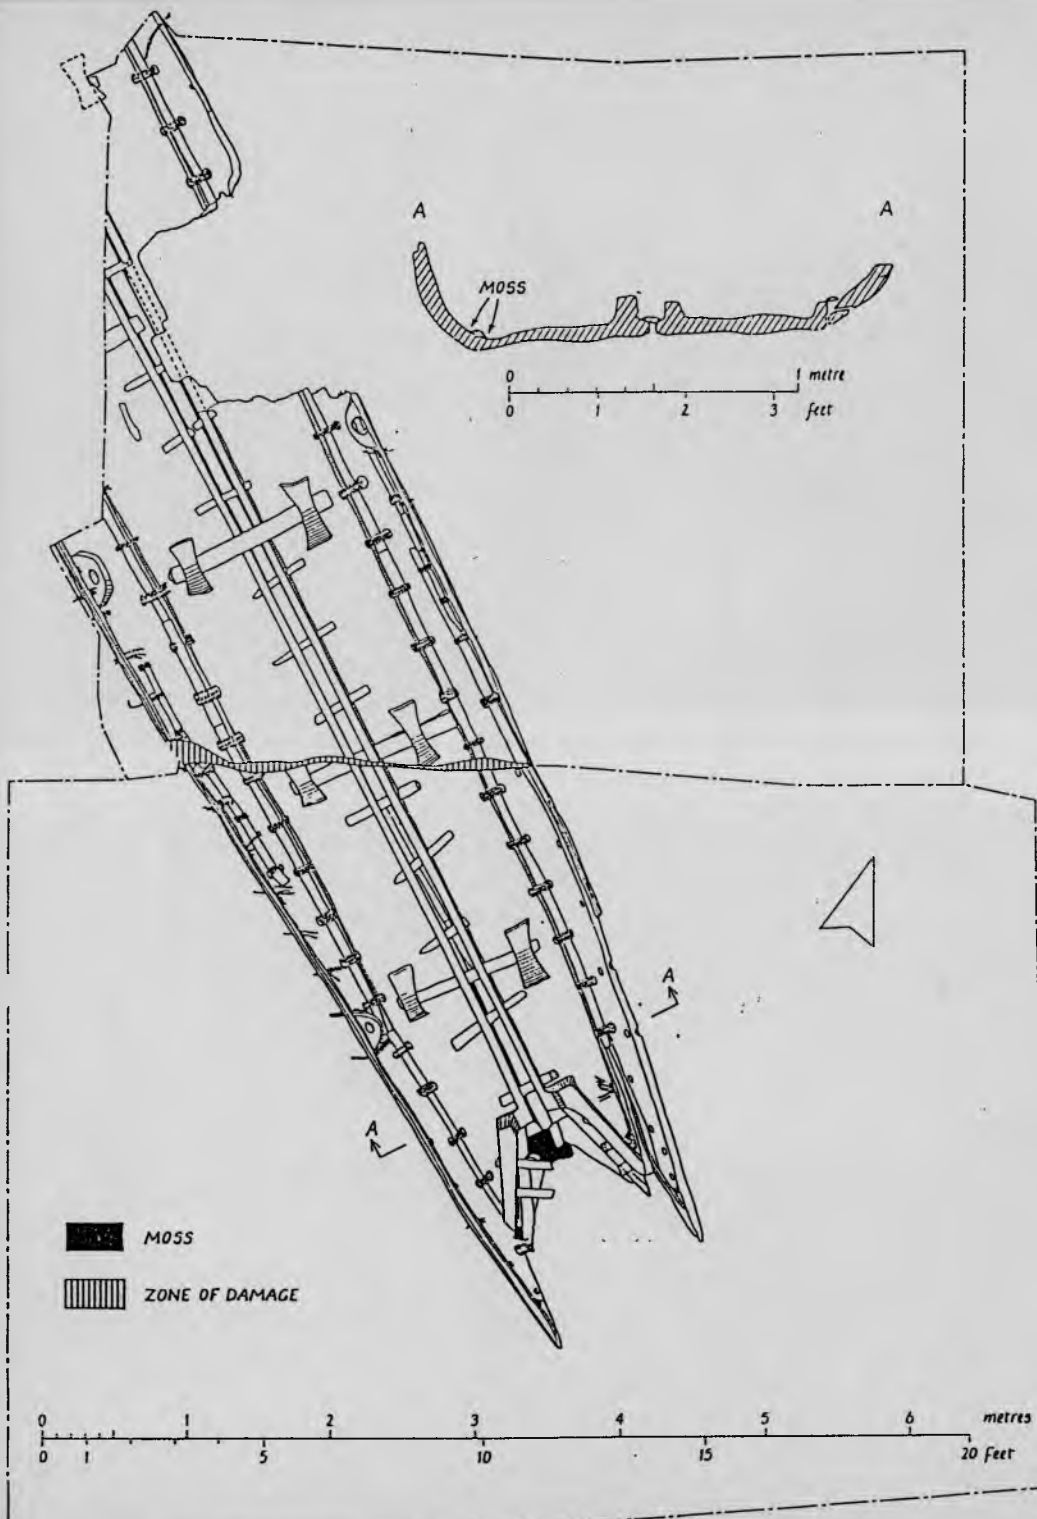 A A
MOSS
0 1 metre
0 1 2 3 feet
A
A
MOSS
ZONE OF DAMAGE
0 1 2 3 4 5 6 metres
0 1 5 10 15 20 feet